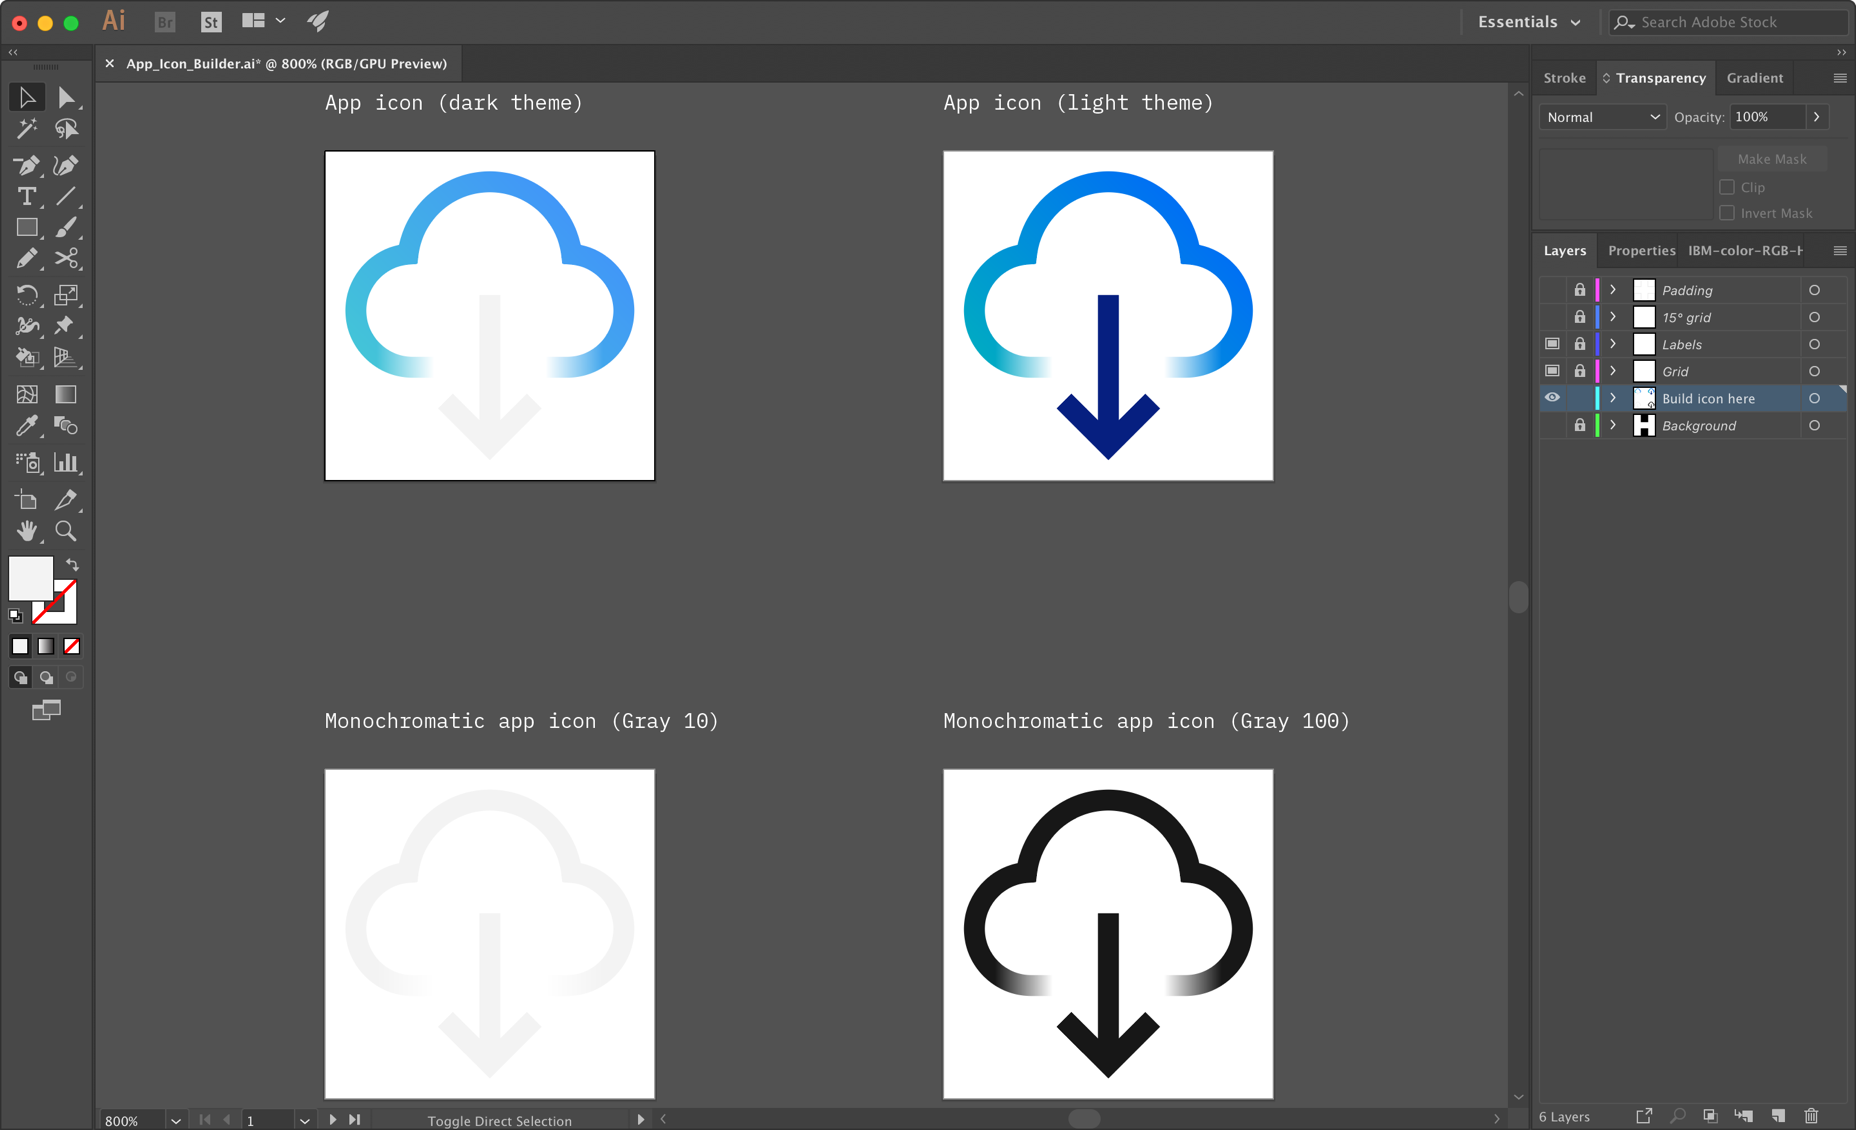 Ai
Br
St
Essentials
Search Adobe Stock
App_Icon_Builder.ai* @ 800% (RGB/GPU Preview)
App icon (dark theme)
App icon (light theme)
Monochromatic app icon (Gray 10)
Monochromatic app icon (Gray 100)
Stroke
Transparency
Gradient
Normal
Opacity:
100%
Make Mask
Clip
Invert Mask
Layers
Properties
IBM-color-RGB-H
Padding
15° grid
Labels
Grid
Build icon here
Background
800%
1
Toggle Direct Selection
6 Layers